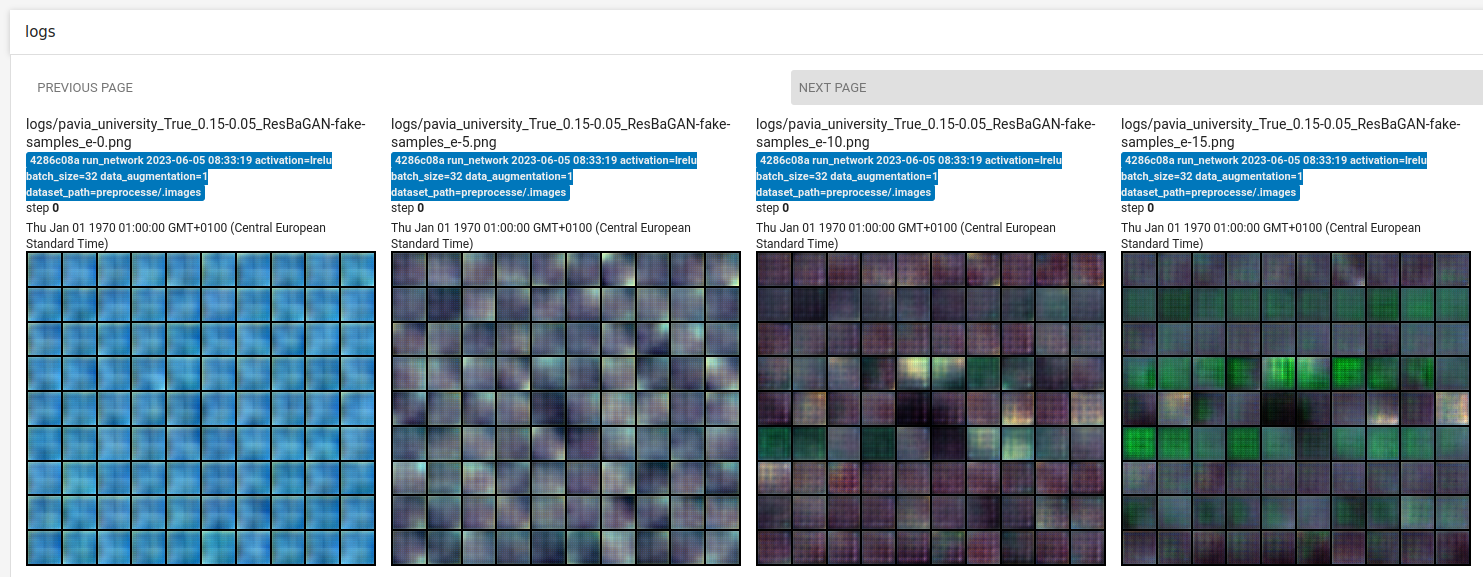 logs
PREVIOUS PAGE
NEXT PAGE
logs/pavia_university_True_0.15-0.05_ResBaGAN-fake-
samples_e-0.png
4286c08a run_network 2023-06-05 08:33:19 activation=lrelu
batch_size=32 data_augmentation=1
dataset_path=preprocesse/.images
step 0
Thu Jan 01 1970 01:00:00 GMT+0100 (Central European
Standard Time)
logs/pavia_university_True_0.15-0.05_ResBaGAN-fake-
samples_e-5.png
4286c08a run_network 2023-06-05 08:33:19 activation=lrelu
batch_size=32 data_augmentation=1
dataset_path=preprocesse/.images
step 0
Thu Jan 01 1970 01:00:00 GMT+0100 (Central European
Standard Time)
logs/pavia_university_True_0.15-0.05_ResBaGAN-fake-
samples_e-10.png
4286c08a run_network 2023-06-05 08:33:19 activation=lrelu
batch_size=32 data_augmentation=1
dataset_path=preprocesse/.images
step 0
Thu Jan 01 1970 01:00:00 GMT+0100 (Central European
Standard Time)
logs/pavia_university_True_0.15-0.05_ResBaGAN-fake-
samples_e-15.png
4286c08a run_network 2023-06-05 08:33:19 activation=lrelu
batch_size=32 data_augmentation=1
dataset_path=preprocesse/.images
step 0
Thu Jan 01 1970 01:00:00 GMT+0100 (Central European
Standard Time)